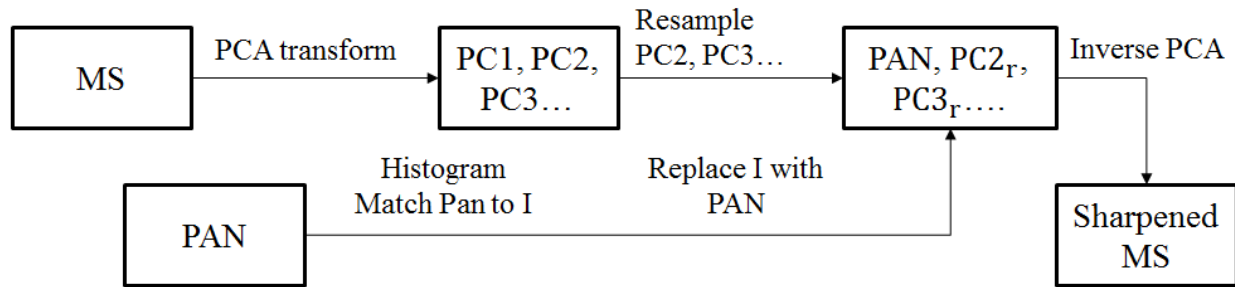 MS
PCA transform
PC1, PC2,
PC3...
Resample
PC2, PC3...
PAN, PC2r,
PC3r....
Inverse PCA
PAN
Histogram
Match Pan to I
Replace I with
PAN
Sharpened
MS